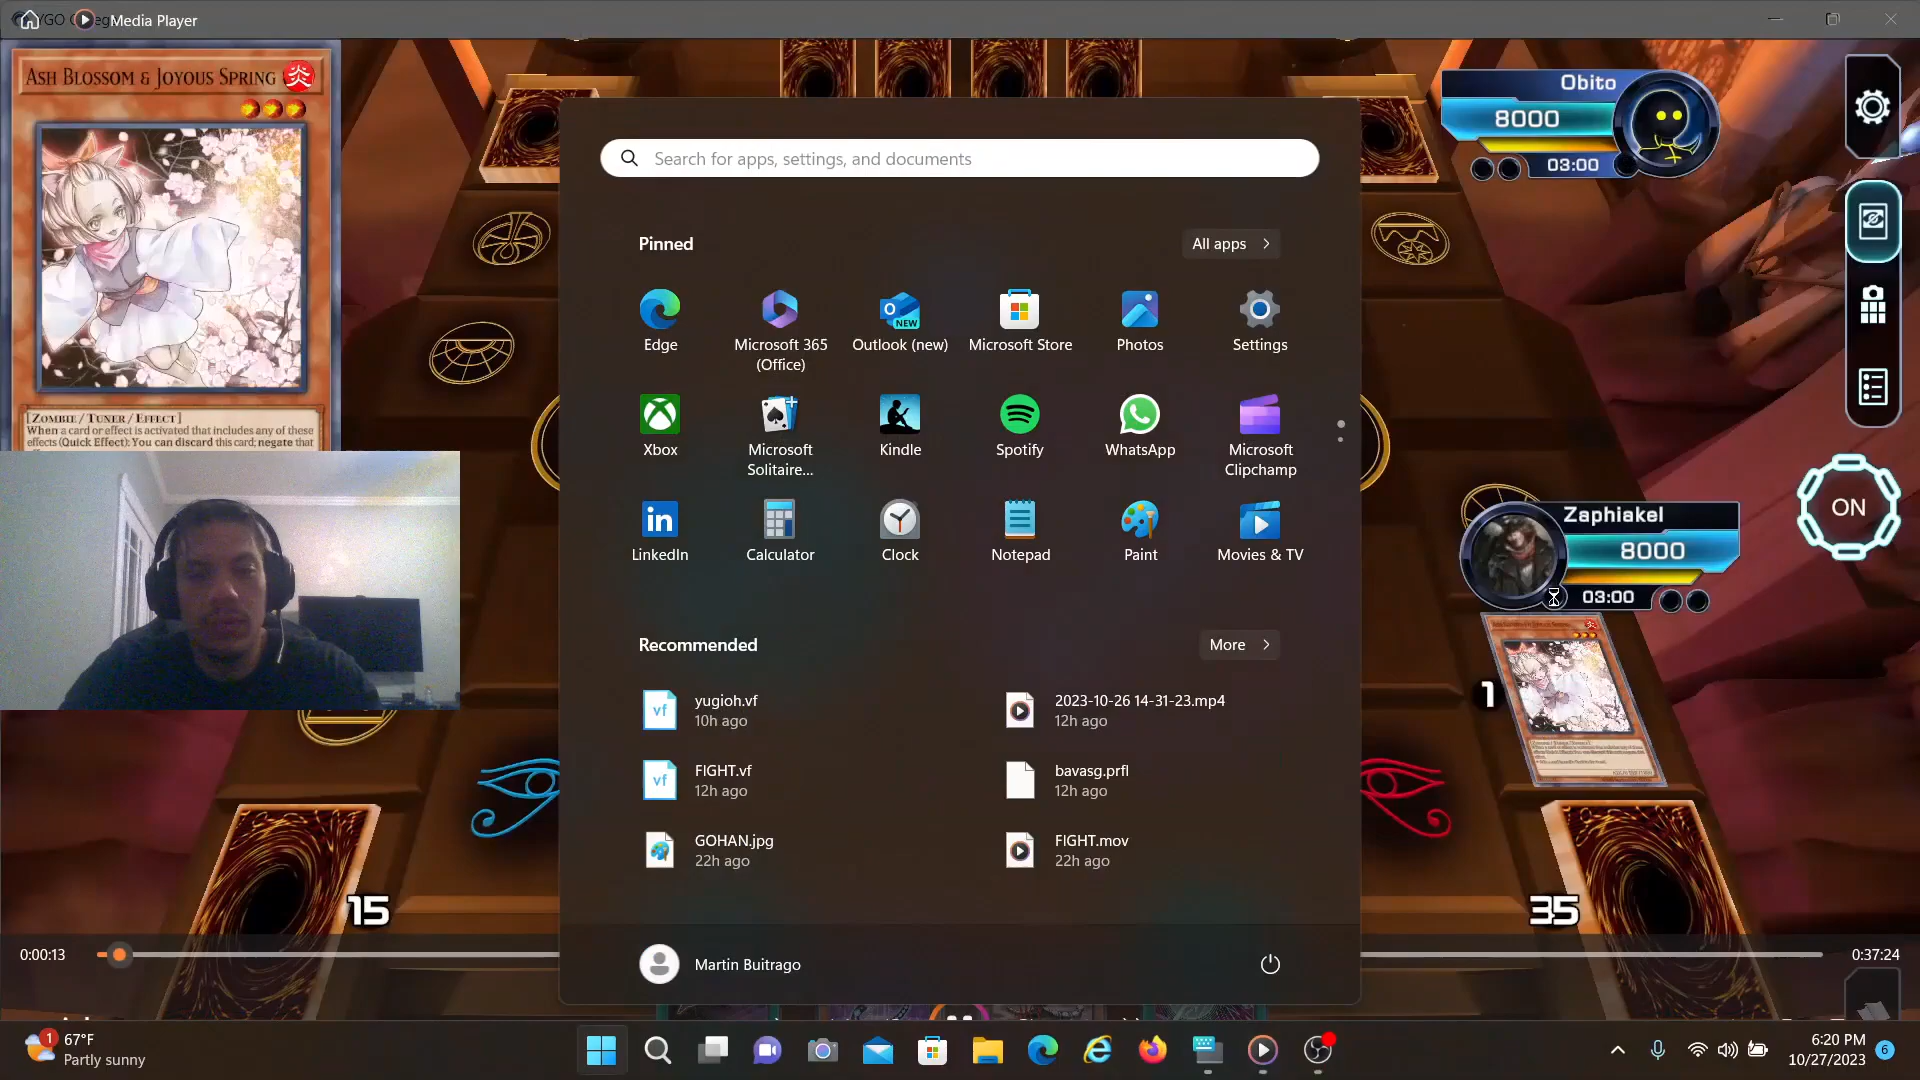 Media Player
ASH BLOSSOM & JOYOUS SPRING
[ZOMBIE / TUNER / EFFECT]
When a card or effect is activated that includes any of these
effects (Quick Effect): You can discard this card; negate that
Obito
8000
03:00
Search for apps, settings, and documents
Pinned
All apps
Edge
Microsoft 365
(Office)
Outlook (new)
Microsoft Store
Photos
Settings
Xbox
Microsoft
Solitaire...
Kindle
Spotify
WhatsApp
Microsoft
Clipchamp
LinkedIn
Calculator
Clock
Notepad
Paint
Movies & TV
ON
Zaphiakel
8000
03:00
1
Recommended
More
yugioh.vf
10h ago
2023-10-26 14-31-23.mp4
12h ago
FIGHT.vf
12h ago
bavasg.prfl
12h ago
GOHAN.jpg
22h ago
FIGHT.mov
22h ago
15
35
0:00:13
0:37:24
Martin Buitrago
1
67°F
Partly sunny
6:20 PM
10/27/2023
6